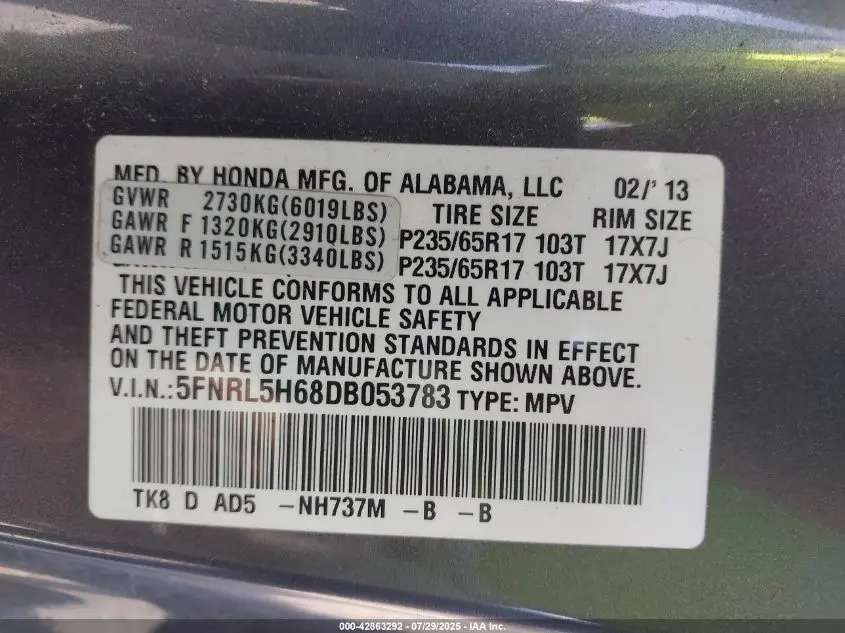 MFD. BY HONDA MFG. OF ALABAMA, LLC 02/' 13
GVWR 2730KG(6019LBS) TIRE SIZE RIM SIZE
GAWR F 1320KG(2910LBS) P235/65R17 103T 17X7J
GAWR R 1515KG(3340LBS) P235/65R17 103T 17X7J
THIS VEHICLE CONFORMS TO ALL APPLICABLE
FEDERAL MOTOR VEHICLE SAFETY
AND THEFT PREVENTION STANDARDS IN EFFECT
ON THE DATE OF MANUFACTURE SHOWN ABOVE.
V.I.N.: 5FNRL5H68DB053783 TYPE: MPV
TK8 D AD5 -NH737M -B -B
000-42863292 - 07/29/2025 - IAA Inc.